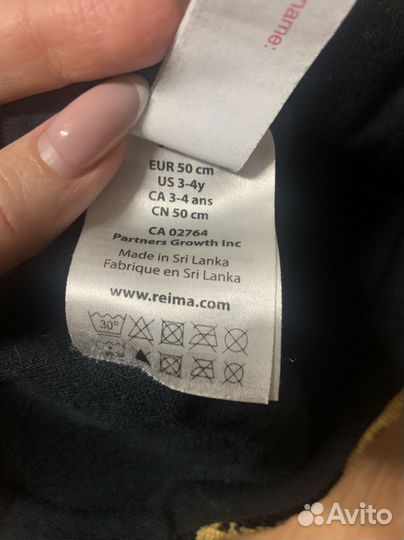 name:
EUR 50 cm
US 3-4y
CA 3-4 ans
CN 50 cm
CA 02764
Partners Growth Inc
Made in Sri Lanka
Fabrique en Sri Lanka
www.reima.com
30°
Avito